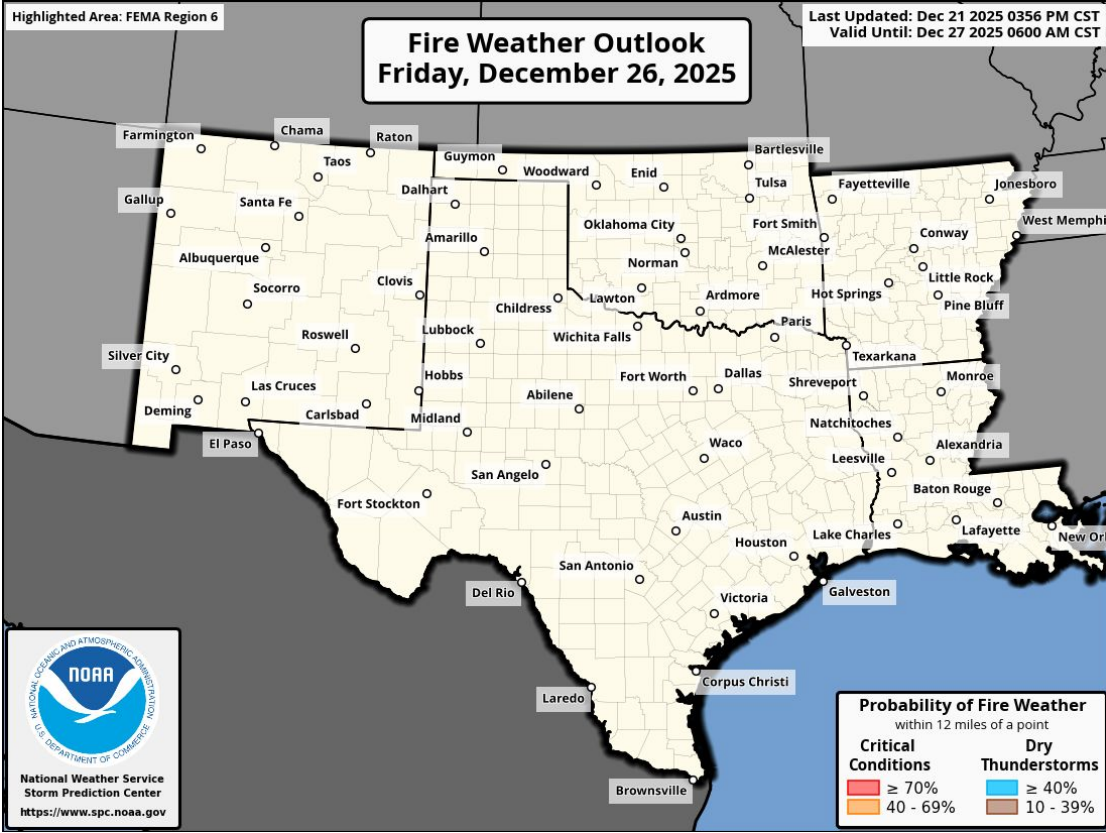 Highlighted Area: FEMA Region 6
Last Updated: Dec 21 2025 0356 PM CST
Valid Until: Dec 27 2025 0600 AM CST
Fire Weather Outlook
Friday, December 26, 2025
Farmington
Chama
Raton
Taos
Guymon
Woodward
Enid
Bartlesville
Tulsa
Fayetteville
Jonesboro
Gallup
Santa Fe
Dalhart
Oklahoma City
Fort Smith
West Memphi
Conway
Albuquerque
Amarillo
Norman
McAlester
Little Rock
Socorro
Clovis
Childress
Lawton
Ardmore
Hot Springs
Pine Bluff
Roswell
Lubbock
Wichita Falls
Paris
Texarkana
Silver City
Las Cruces
Hobbs
Fort Worth
Dallas
Shreveport
Monroe
Deming
Carlsbad
Midland
Abilene
Natchitoches
El Paso
Waco
Alexandria
San Angelo
Leesville
Fort Stockton
Baton Rouge
Austin
Houston
Lake Charles
Lafayette
New Orl
San Antonio
Del Rio
Victoria
Galveston
Laredo
Corpus Christi
Brownsville
NATIONAL OCEANIC AND ATMOSPHERIC ADMINISTRATION
NOAA
U.S. DEPARTMENT OF COMMERCE
National Weather Service
Storm Prediction Center
https://www.spc.noaa.gov
Probability of Fire Weather
within 12 miles of a point
Critical
Conditions
≥ 70%
40 - 69%
Dry
Thunderstorms
≥ 40%
10 - 39%